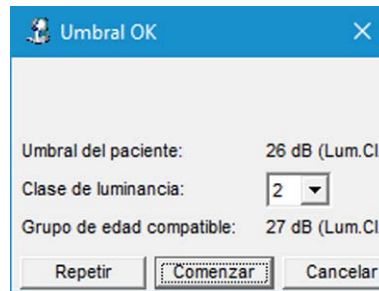 Umbral OK
Umbral del paciente: 26 dB (Lum.Cl
Clase de luminancia: 2
Grupo de edad compatible: 27 dB (Lum.Cl
Repetir Comenzar Cancelar